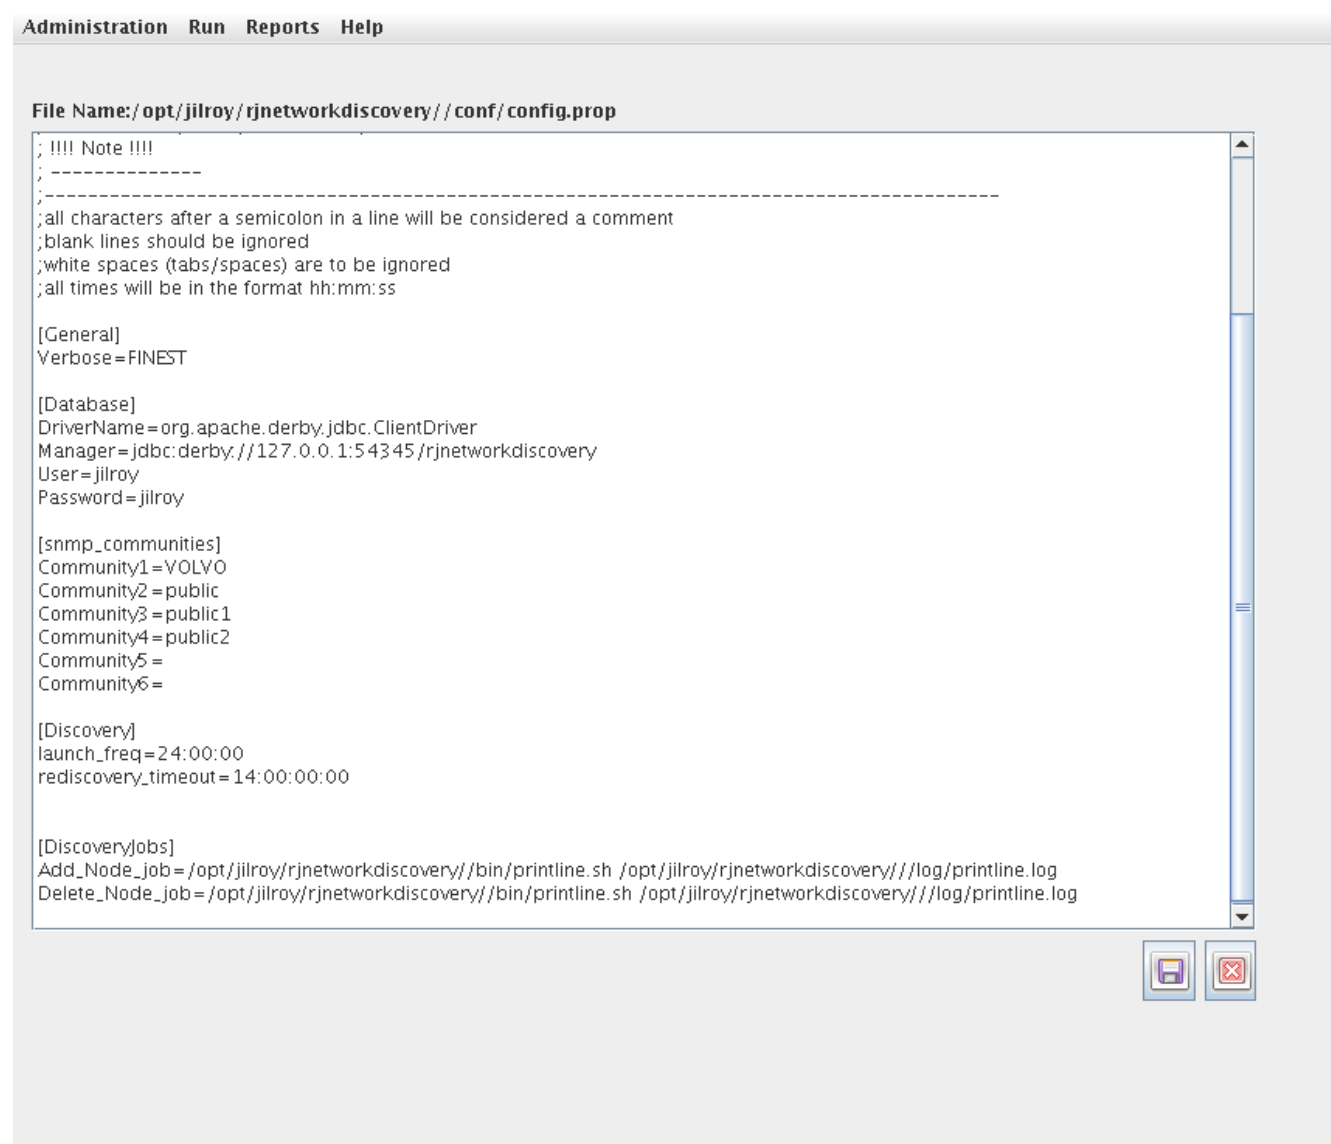 Administration Run Reports Help
File Name:/opt/jilroy/rjnetworkdiscovery//conf/config.prop
; !!!! Note !!!!
; --------------
;----------------------------------------------------------------------------------------
;all characters after a semicolon in a line will be considered a comment
;blank lines should be ignored
;white spaces (tabs/spaces) are to be ignored
;all times will be in the format hh:mm:ss
[General]
Verbose=FINEST
[Database]
DriverName=org.apache.derby.jdbc.ClientDriver
Manager=jdbc:derby://127.0.0.1:54345/rjnetworkdiscovery
User=jilroy
Password=jilroy
[snmp_communities]
Community1=VOLVO
Community2=public
Community3=public1
Community4=public2
Community5=
Community6=
[Discovery]
launch_freq=24:00:00
rediscovery_timeout=14:00:00:00
[DiscoveryJobs]
Add_Node_job=/opt/jilroy/rjnetworkdiscovery//bin/printline.sh /opt/jilroy/rjnetworkdiscovery///log/printline.log
Delete_Node_job=/opt/jilroy/rjnetworkdiscovery//bin/printline.sh /opt/jilroy/rjnetworkdiscovery///log/printline.log